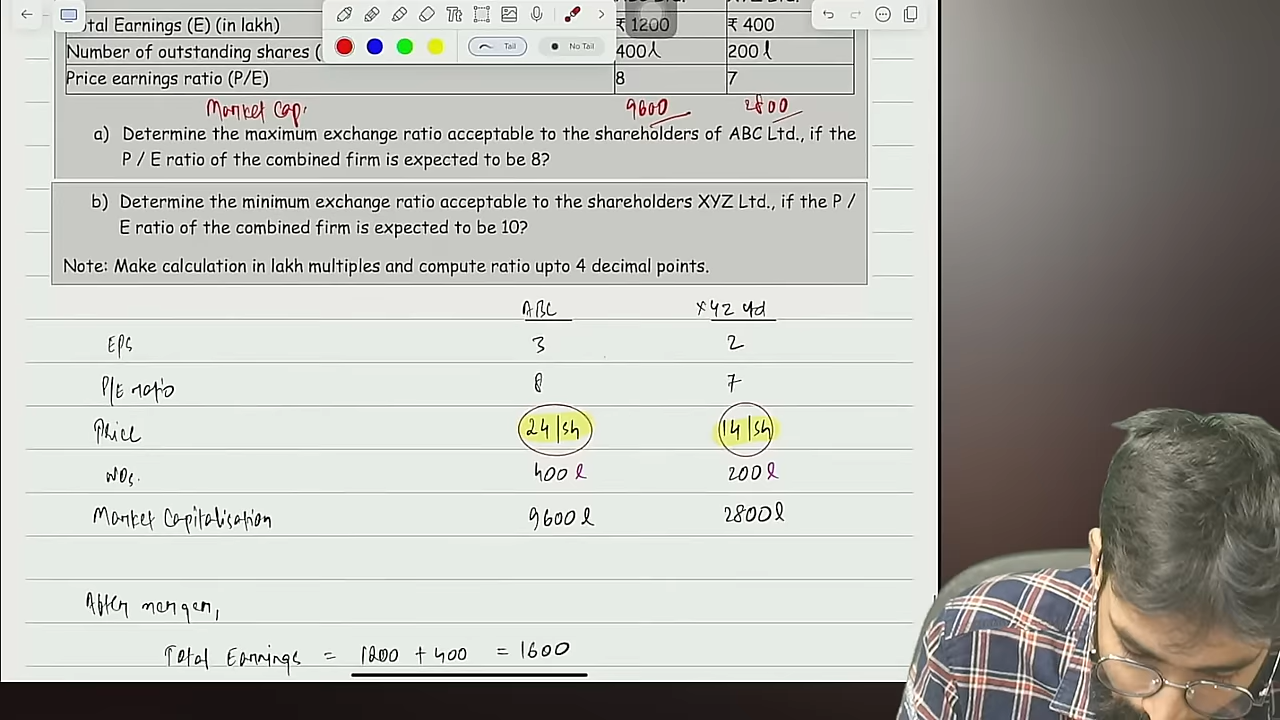 Total Earnings (E) (in lakh) ₹ 1200 ₹ 400
Number of outstanding shares ( 400 l 200 l
Price earnings ratio (P/E) 8 7
Tail No Tail
Market Cap. 9600 2800
a) Determine the maximum exchange ratio acceptable to the shareholders of ABC Ltd., if the
P / E ratio of the combined firm is expected to be 8?
b) Determine the minimum exchange ratio acceptable to the shareholders XYZ Ltd., if the P /
E ratio of the combined firm is expected to be 10?
Note: Make calculation in lakh multiples and compute ratio upto 4 decimal points.
ABC XYZ Ltd
EPS 3 2
P/E ratio 8 7
Price 24/sh 14/sh
NOs. 400 l 200 l
Market Capitalisation 9600 l 2800 l
After merger,
Total Earnings = 1200 + 400 = 1600